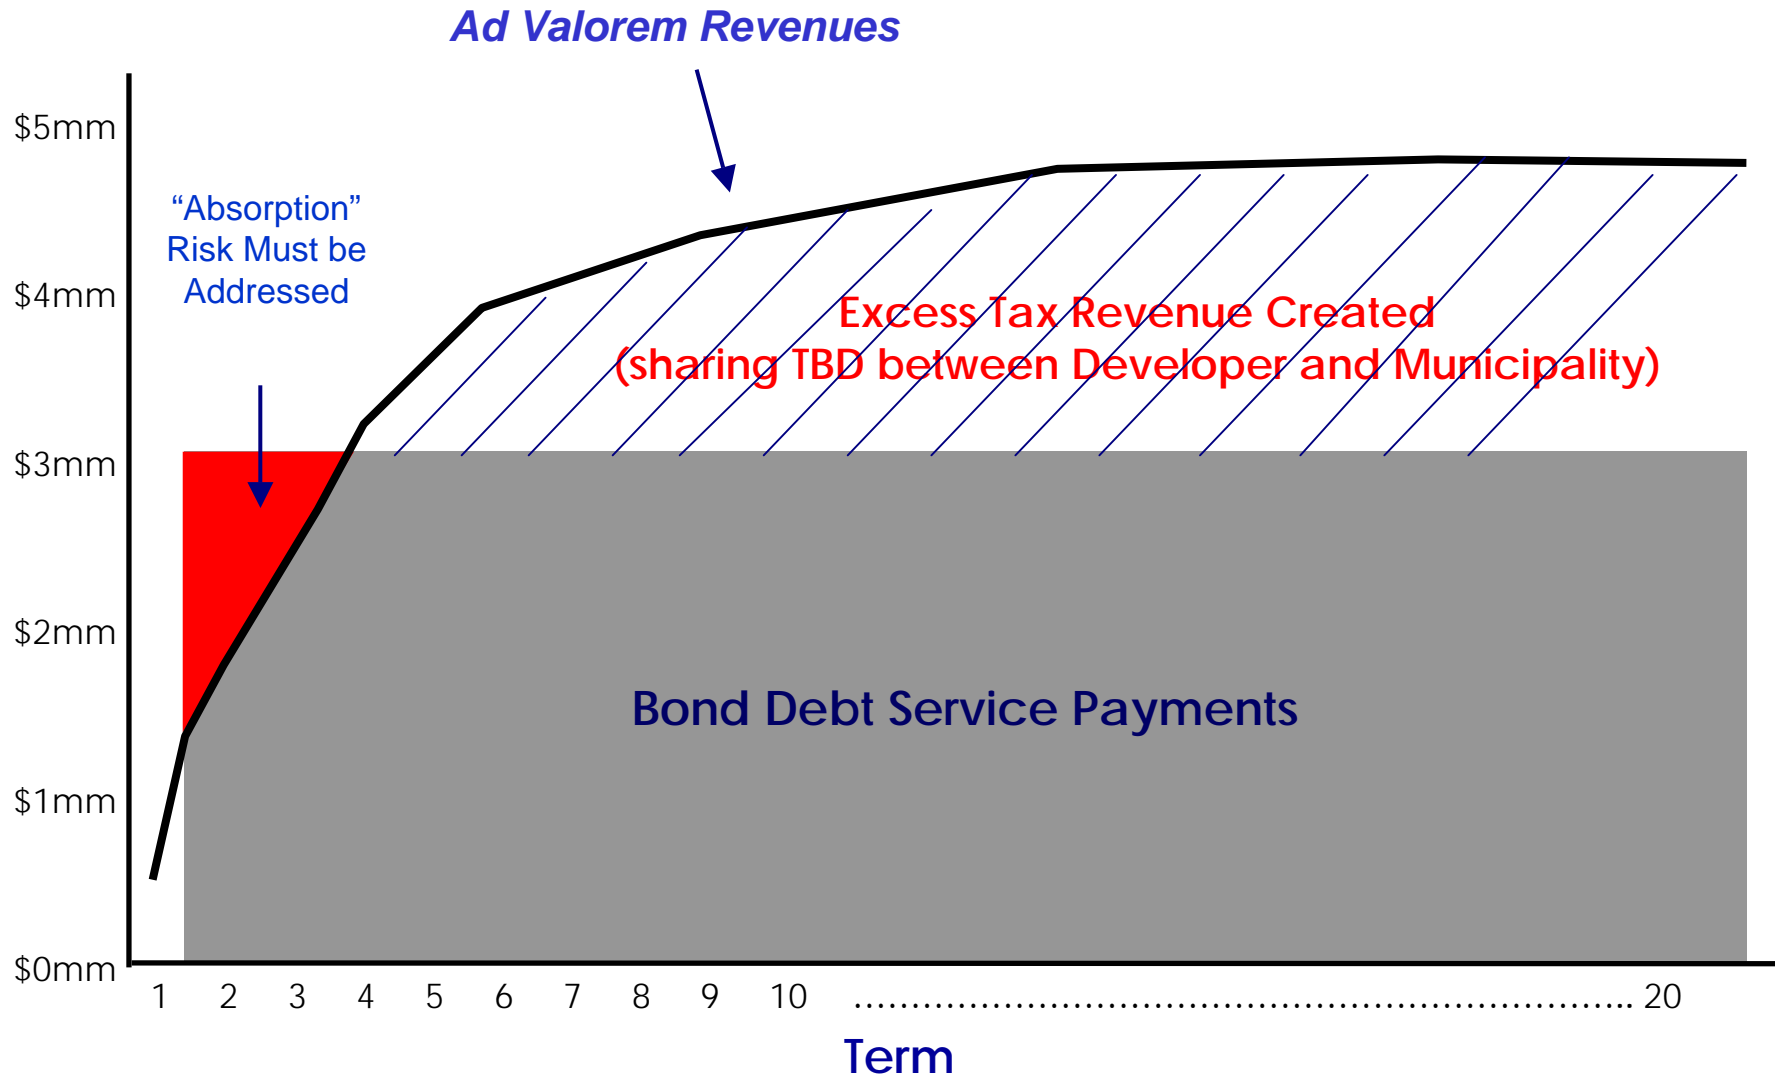 Ad Valorem Revenues
$5mm
“Absorption”
Risk Must be
Addressed
$4mm
Excess Tax Revenue Created
(sharing TBD between Developer and Municipality)
$3mm
$2mm
Bond Debt Service Payments
$1mm
$0mm
1 2 3 4 5 6 7 8 9 10 ………………………………………………………………….. 20
Term